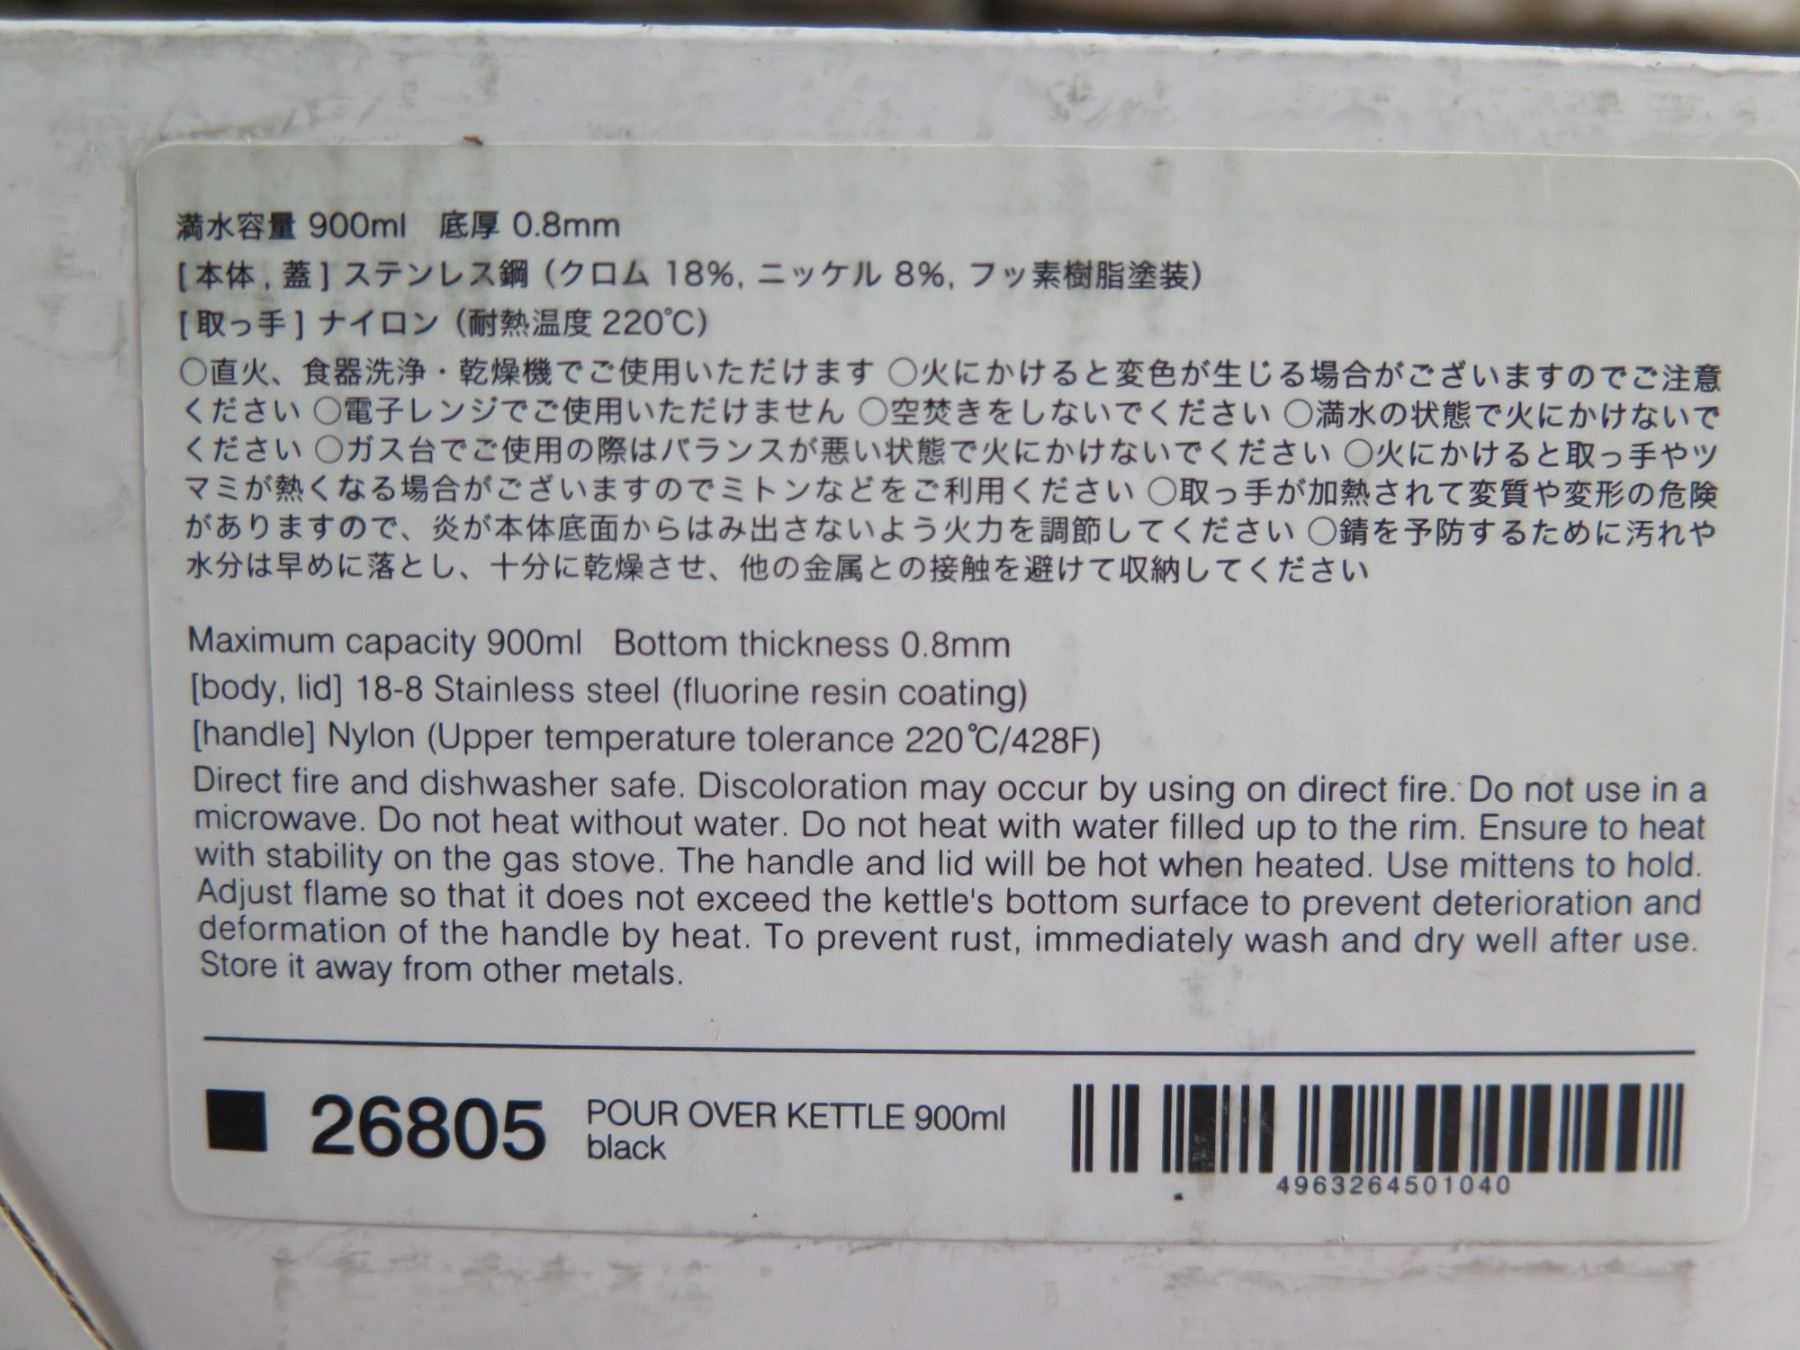 満水容量 900ml 底厚 0.8mm
[ 本体 , 蓋 ] ステンレス鋼（クロム 18%, ニッケル 8%, フッ素樹脂塗装）
[ 取っ手 ] ナイロン（耐熱温度 220℃）
○直火、食器洗浄・乾燥機でご使用いただけます ○火にかけると変色が生じる場合がございますのでご注意
ください ○電子レンジでご使用いただけません ○空焚きをしないでください ○満水の状態で火にかけないで
ください ○ガス台でご使用の際はバランスが悪い状態で火にかけないでください ○火にかけると取っ手やツ
マミが熱くなる場合がございますのでミトンなどをご利用ください ○取っ手が加熱されて変質や変形の危険
がありますので、炎が本体底面からはみ出さないよう火力を調節してください ○錆を予防するために汚れや
水分は早めに落とし、十分に乾燥させ、他の金属との接触を避けて収納してください
Maximum capacity 900ml Bottom thickness 0.8mm
[body, lid] 18-8 Stainless steel (fluorine resin coating)
[handle] Nylon (Upper temperature tolerance 220℃/428F)
Direct fire and dishwasher safe. Discoloration may occur by using on direct fire. Do not use in a
microwave. Do not heat without water. Do not heat with water filled up to the rim. Ensure to heat
with stability on the gas stove. The handle and lid will be hot when heated. Use mittens to hold.
Adjust flame so that it does not exceed the kettle's bottom surface to prevent deterioration and
deformation of the handle by heat. To prevent rust, immediately wash and dry well after use.
Store it away from other metals.
■ 26805 POUR OVER KETTLE 900ml
black
4963264501040